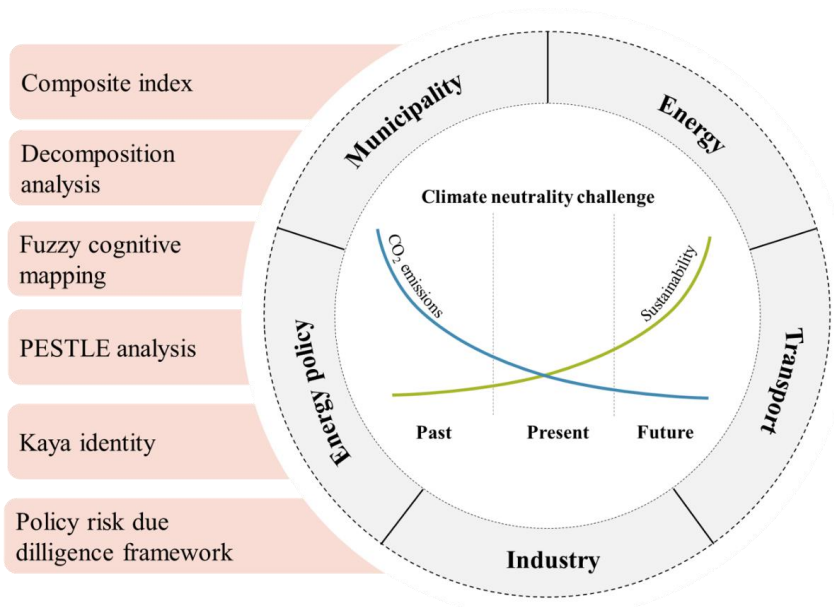 Composite index
Decomposition
analysis
Fuzzy cognitive
mapping
PESTLE analysis
Kaya identity
Policy risk due
dilligence framework
Municipality
Energy
Transport
Industry
Energy policy
Climate neutrality challenge
CO₂ emissions
Sustainability
Past
Present
Future